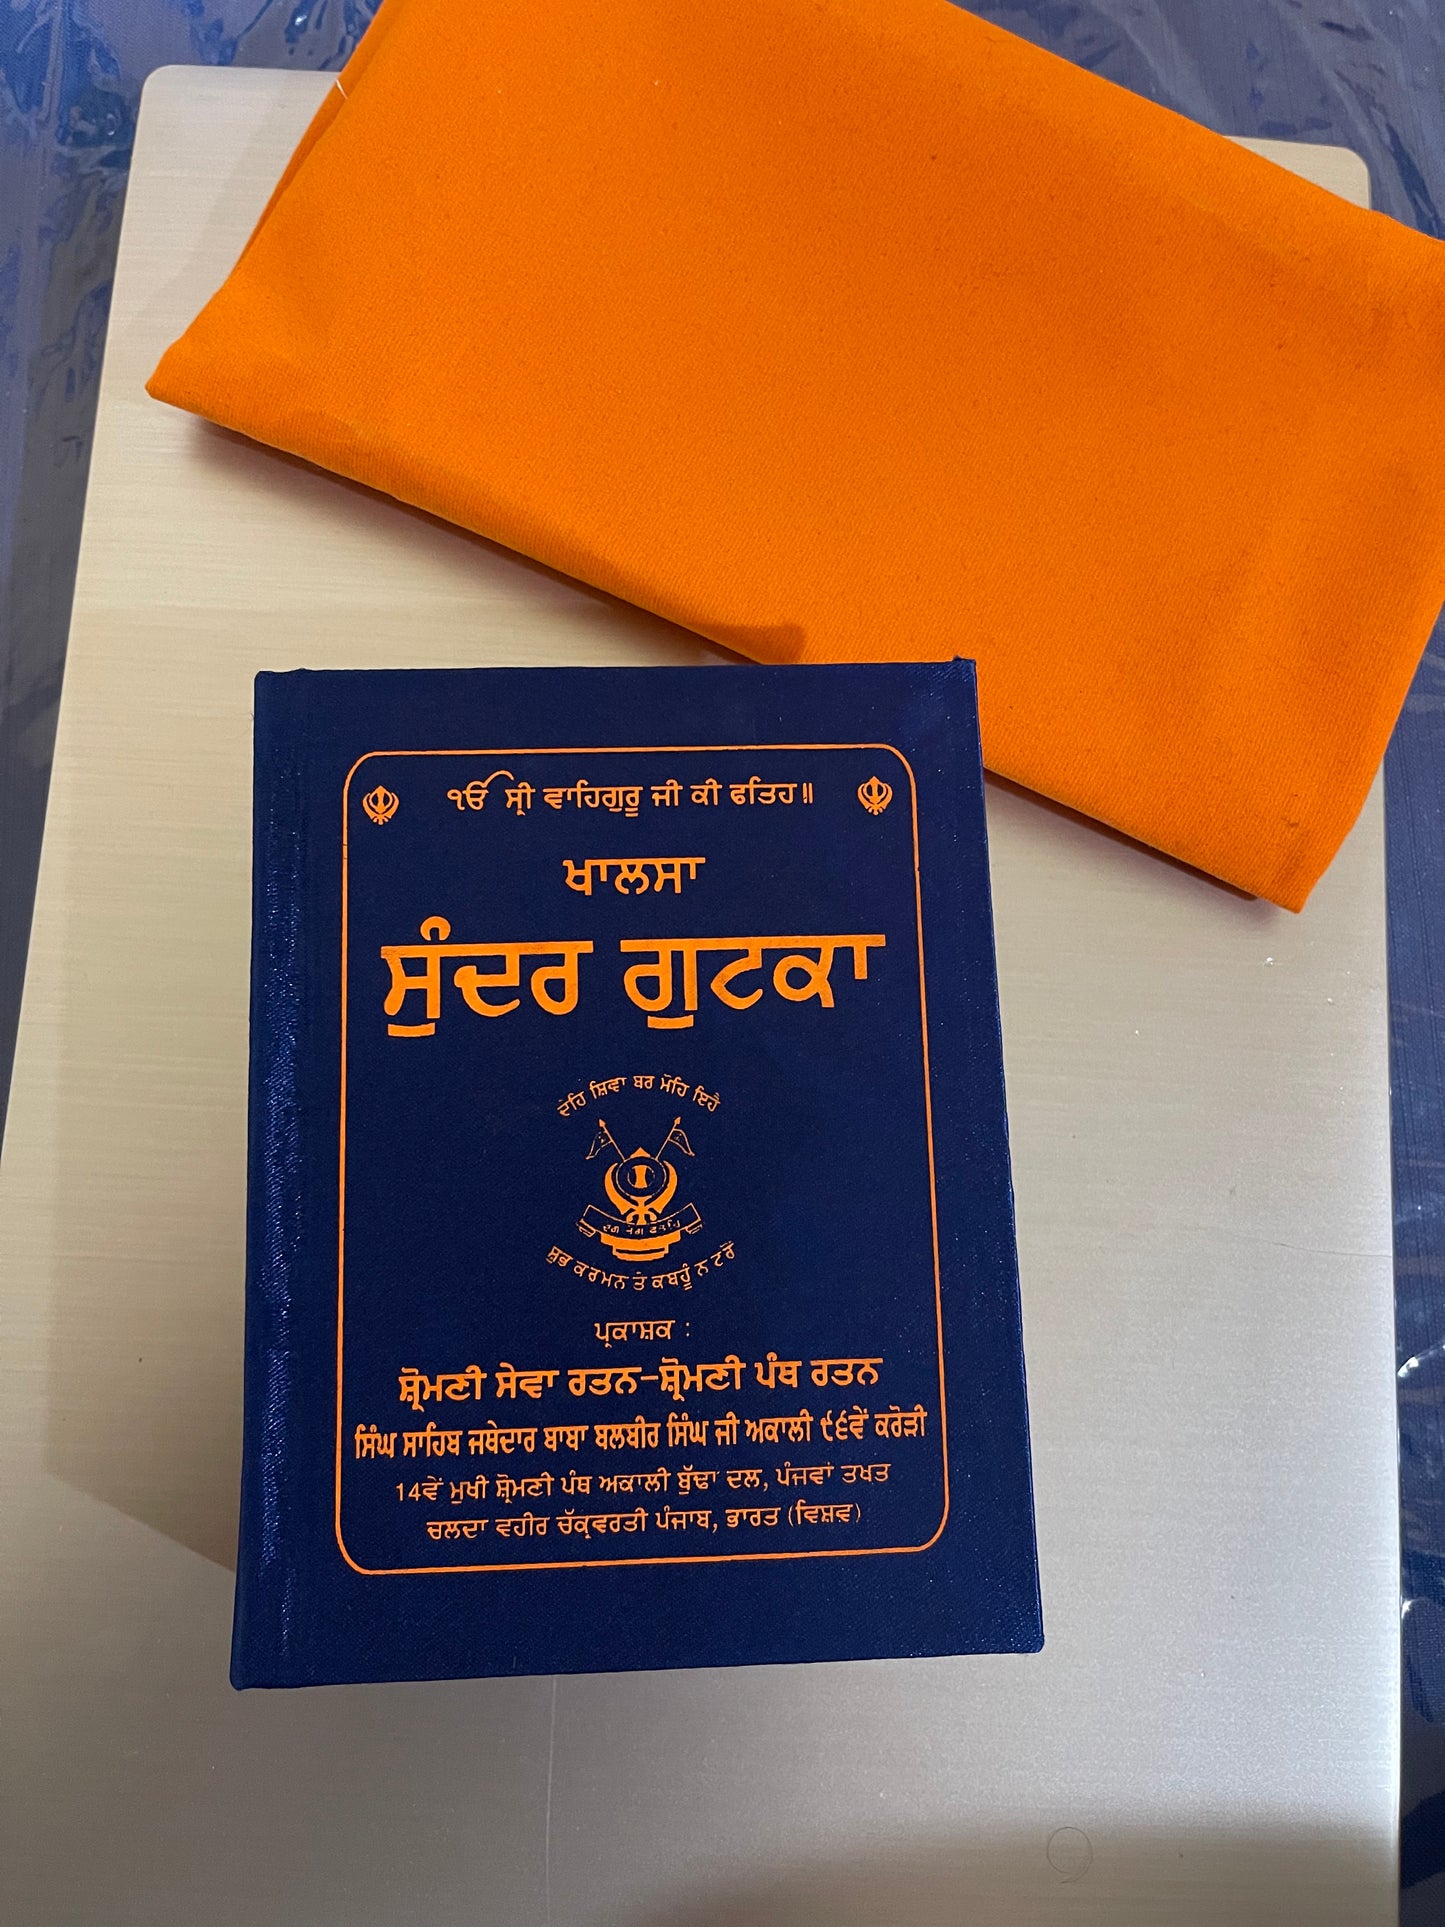 ੴ ਸ੍ਰੀ ਵਾਹਿਗੁਰੂ ਜੀ ਕੀ ਫਤਿਹ॥
ਖਾਲਸਾ
ਸੁੰਦਰ ਗੁਟਕਾ
ਦੇਹਿ ਸ਼ਿਵਾ ਬਰ ਮੋਹਿ ਇਹੈ
ਦੇਗ ਤੇਗ ਫਤਹਿ
ਸ਼ੁਭ ਕਰਮਨ ਤੇ ਕਬਹੂੰ ਨ ਟਰੋਂ
ਪ੍ਰਕਾਸ਼ਕ :
ਸ਼੍ਰੋਮਣੀ ਸੇਵਾ ਰਤਨ-ਸ਼੍ਰੋਮਣੀ ਪੰਥ ਰਤਨ
ਸਿੰਘ ਸਾਹਿਬ ਜਥੇਦਾਰ ਬਾਬਾ ਬਲਬੀਰ ਸਿੰਘ ਜੀ ਅਕਾਲੀ ੯੬ਵੇਂ ਕਰੋੜੀ
14ਵੇਂ ਮੁਖੀ ਸ਼੍ਰੋਮਣੀ ਪੰਥ ਅਕਾਲੀ ਬੁੱਢਾ ਦਲ, ਪੰਜਵਾਂ ਤਖਤ
ਚਲਦਾ ਵਹੀਰ ਚੱਕ੍ਰਵਰਤੀ ਪੰਜਾਬ, ਭਾਰਤ (ਵਿਸ਼ਵ)